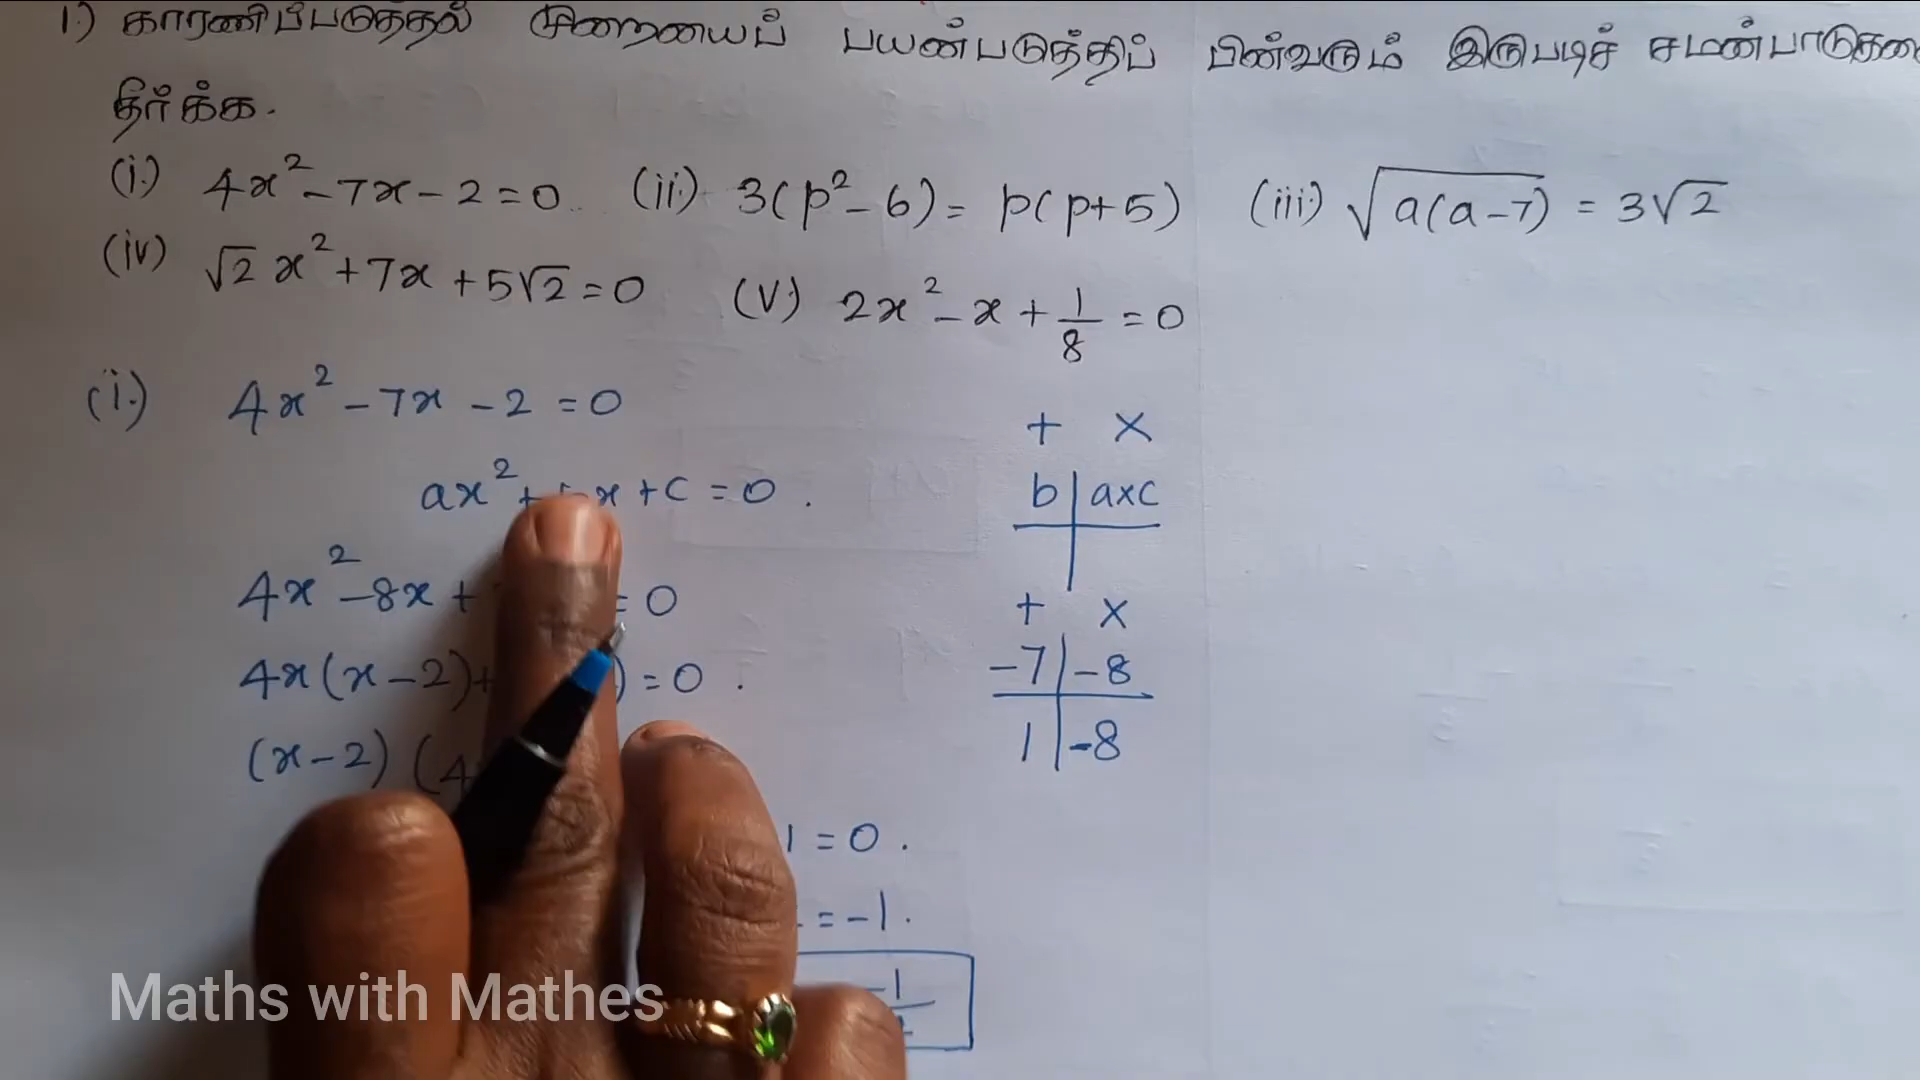 1.) காரணிப்படுத்தல் முறையைப் பயன்படுத்திப் பின்வரும் இருபடிச் சமன்பாடுகளை
தீர்க்க.
(i.) 4x² - 7x - 2 = 0 (ii.) 3(p² - 6) = p(p + 5) (iii.) √a(a - 7) = 3√2
(iv) √2 x² + 7x + 5√2 = 0 (v.) 2x² - x + 1/8 = 0
(i.) 4x² - 7x - 2 = 0
+ ×
ax² + x + c = 0.
b | a×c
4x² - 8x + = 0
+ ×
4x(x - 2) + ) = 0.
-7 | -8
(x - 2) (4
1 | -8
1 = 0.
= -1.
-1
Maths with Mathes